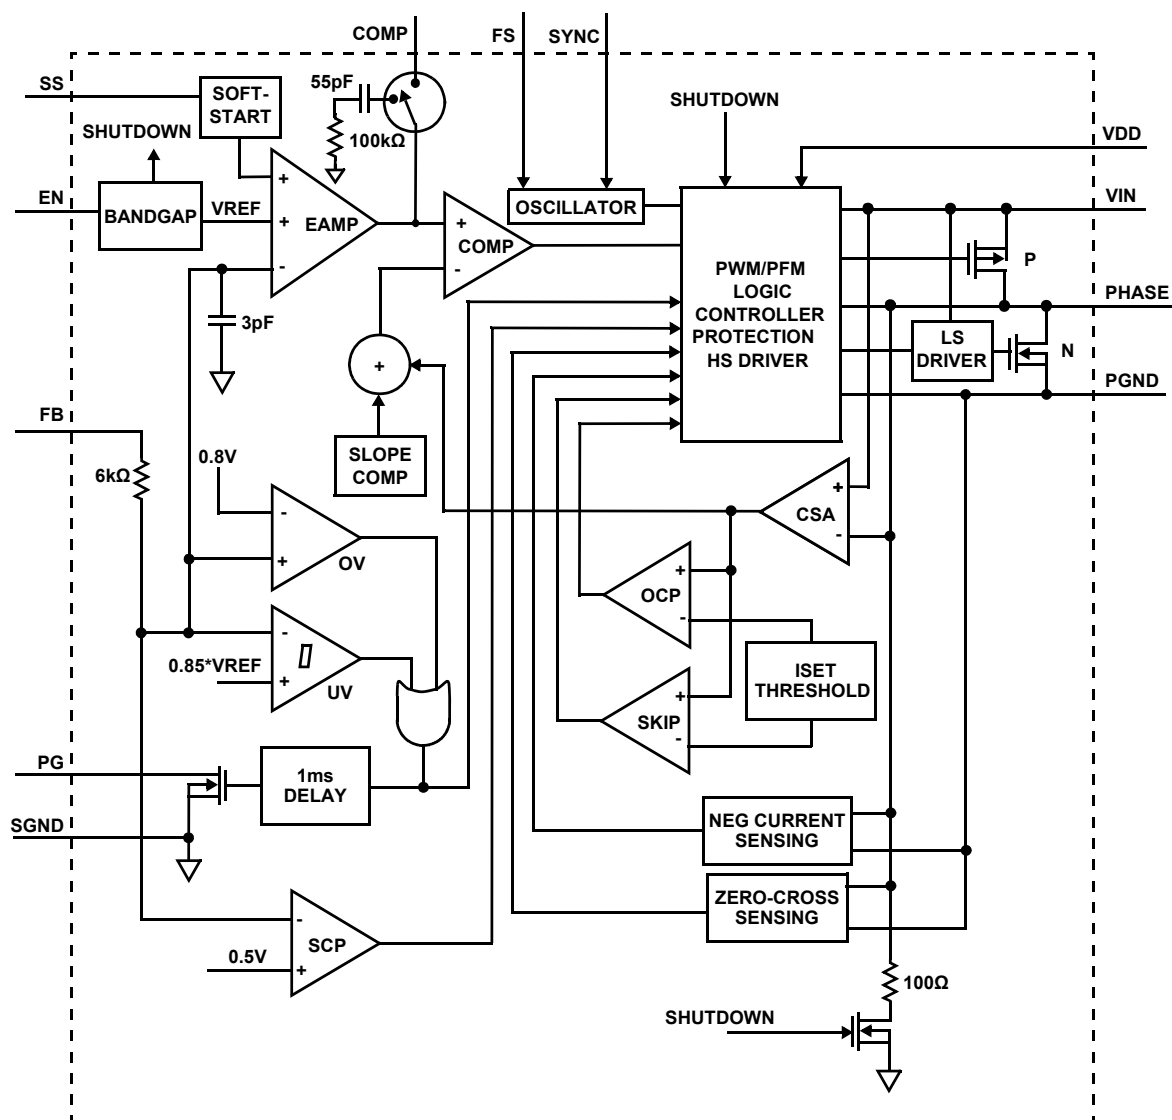 COMP
FS
SYNC
SS
SOFT-
START
55pF
100kΩ
SHUTDOWN
SHUTDOWN
VDD
EN
BANDGAP
VREF
+
+
-
EAMP
+
-
COMP
OSCILLATOR
VIN
PWM/PFM
LOGIC
CONTROLLER
PROTECTION
HS DRIVER
P
PHASE
3pF
+
LS
DRIVER
N
PGND
FB
SLOPE
COMP
6kΩ
0.8V
-
+
OV
+
-
CSA
+
-
OCP
-
+
0.85*VREF
UV
ISET
THRESHOLD
+
-
SKIP
PG
1ms
DELAY
SGND
NEG CURRENT
SENSING
ZERO-CROSS
SENSING
-
+
SCP
0.5V
100Ω
SHUTDOWN